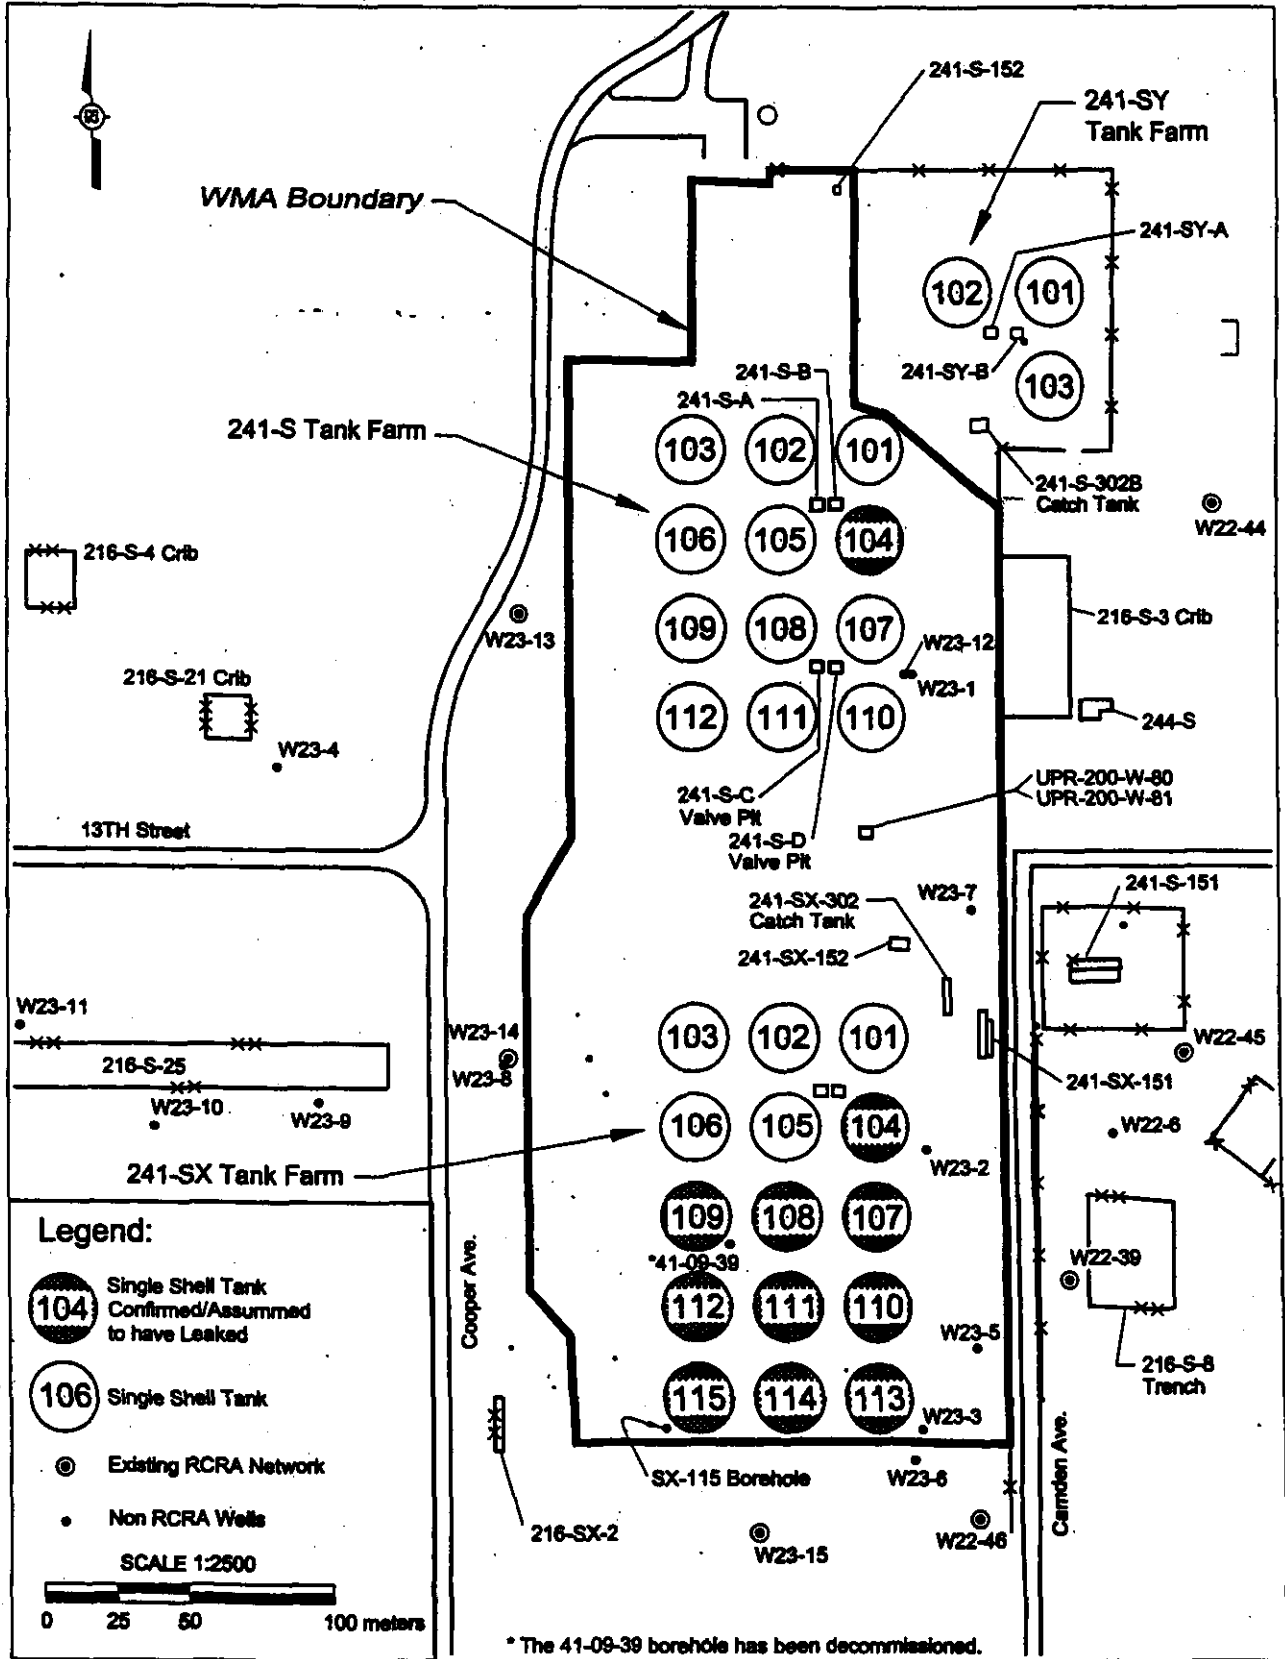 241-S-152
241-SY
Tank Farm
WMA Boundary
241-SY-A
102
101
241-SY-B
103
241-S-B
241-S-A
241-S Tank Farm
103
102
101
241-S-302B
Catch Tank
W22-44
106
105
104
216-S-4 Crib
W23-13
109
108
107
W23-12
W23-1
216-S-3 Crib
216-S-21 Crib
112
111
110
244-S
W23-4
241-S-C
Valve Pit
241-S-D
Valve Pit
UPR-200-W-80
UPR-200-W-81
13TH Street
241-SX-302
Catch Tank
W23-7
241-S-151
241-SX-152
W23-11
216-S-25
W23-14
W23-8
103
102
101
W22-45
241-SX-151
W23-10
W23-9
106
105
104
W22-6
W23-2
241-SX Tank Farm
109
108
107
*41-09-39
W22-39
112
111
110
W23-5
216-S-8
Trench
115
114
113
W23-3
SX-115 Borehole
W23-6
216-SX-2
W23-15
W22-46
Cooper Ave.
Camden Ave.
Legend:
104
Single Shell Tank
Confirmed/Assummed
to have Leaked
106
Single Shell Tank
Existing RCRA Network
Non RCRA Wells
SCALE 1:2500
0 25 50 100 meters
* The 41-09-39 borehole has been decommissioned.